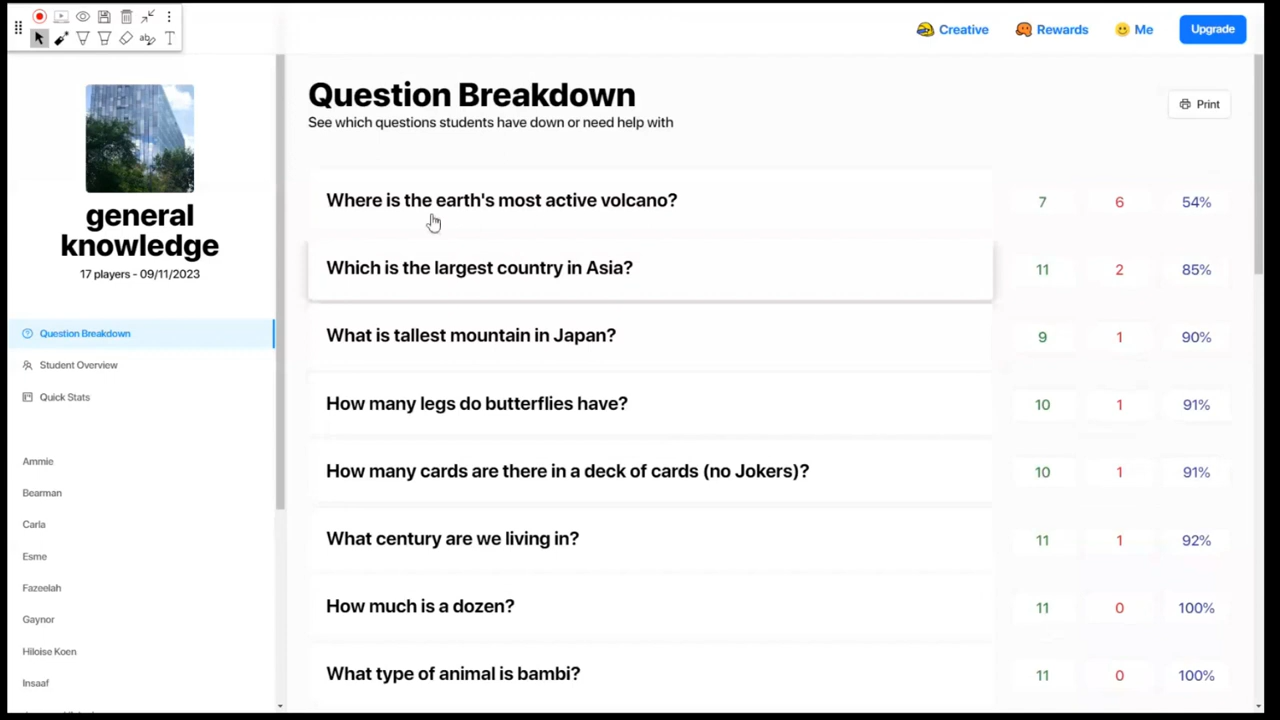 Creative
Rewards
Me
Upgrade
general
knowledge
17 players - 09/11/2023
Question Breakdown
Student Overview
Quick Stats
Ammie
Bearman
Carla
Esme
Fazeelah
Gaynor
Hiloise Koen
Insaaf
Question Breakdown
See which questions students have down or need help with
Print
Where is the earth's most active volcano? 7 6 54%
Which is the largest country in Asia? 11 2 85%
What is tallest mountain in Japan? 9 1 90%
How many legs do butterflies have? 10 1 91%
How many cards are there in a deck of cards (no Jokers)? 10 1 91%
What century are we living in? 11 1 92%
How much is a dozen? 11 0 100%
What type of animal is bambi? 11 0 100%